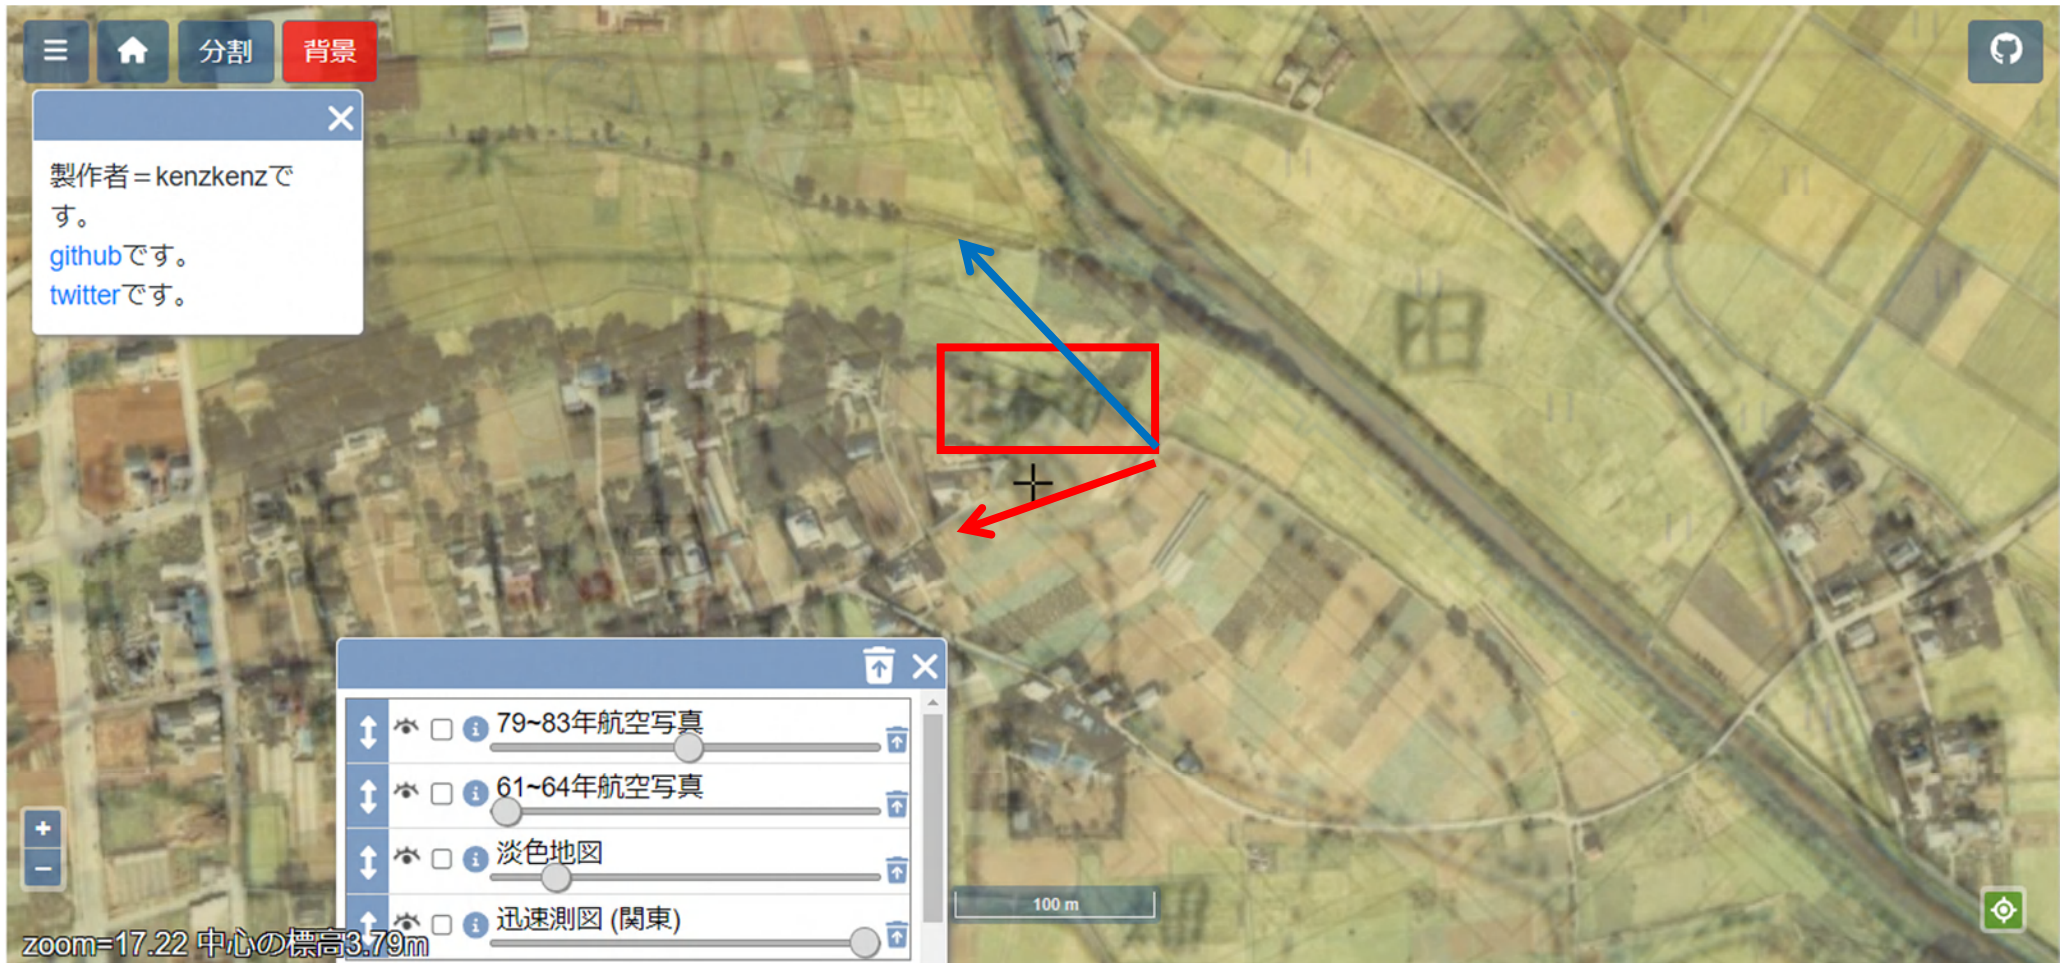 分割
背景
製作者＝kenzkenzで
す。
githubです。
twitterです。
田
79~83年航空写真
61~64年航空写真
淡色地図
迅速測図 (関東)
100 m
+
−
zoom=17.22 中心の標高3.79m